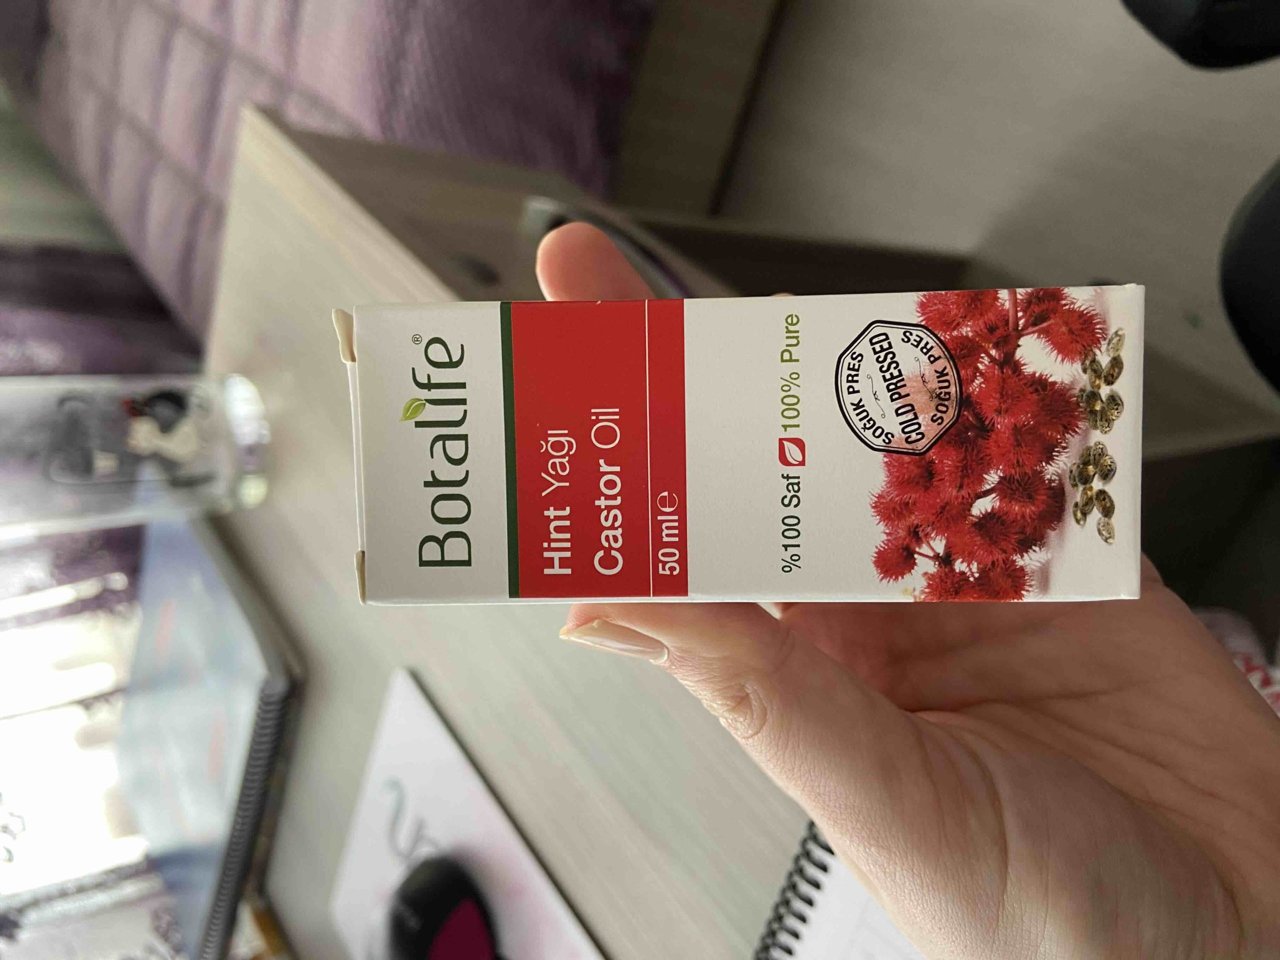 Botalife®
Hint Yağı
Castor Oil
50 ml℮
%100 Saf 100% Pure
SOĞUK PRES
COLD PRESSED
SOĞUK PRES